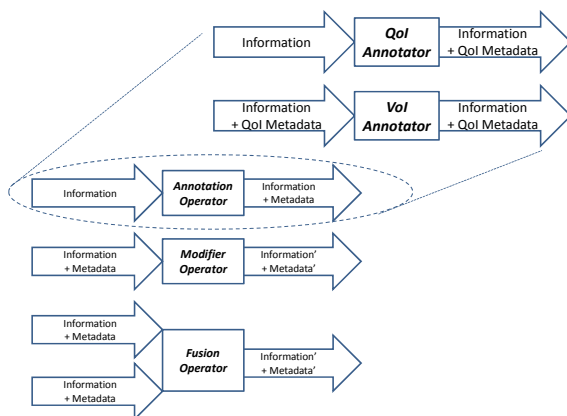 Information
QoI
Annotator
Information
+ QoI Metadata
Information
+ QoI Metadata
VoI
Annotator
Information
+ QoI Metadata
Information
Annotation
Operator
Information
+ Metadata
Information
+ Metadata
Modifier
Operator
Information'
+ Metadata'
Information
+ Metadata
Fusion
Operator
Information'
+ Metadata'
Information
+ Metadata